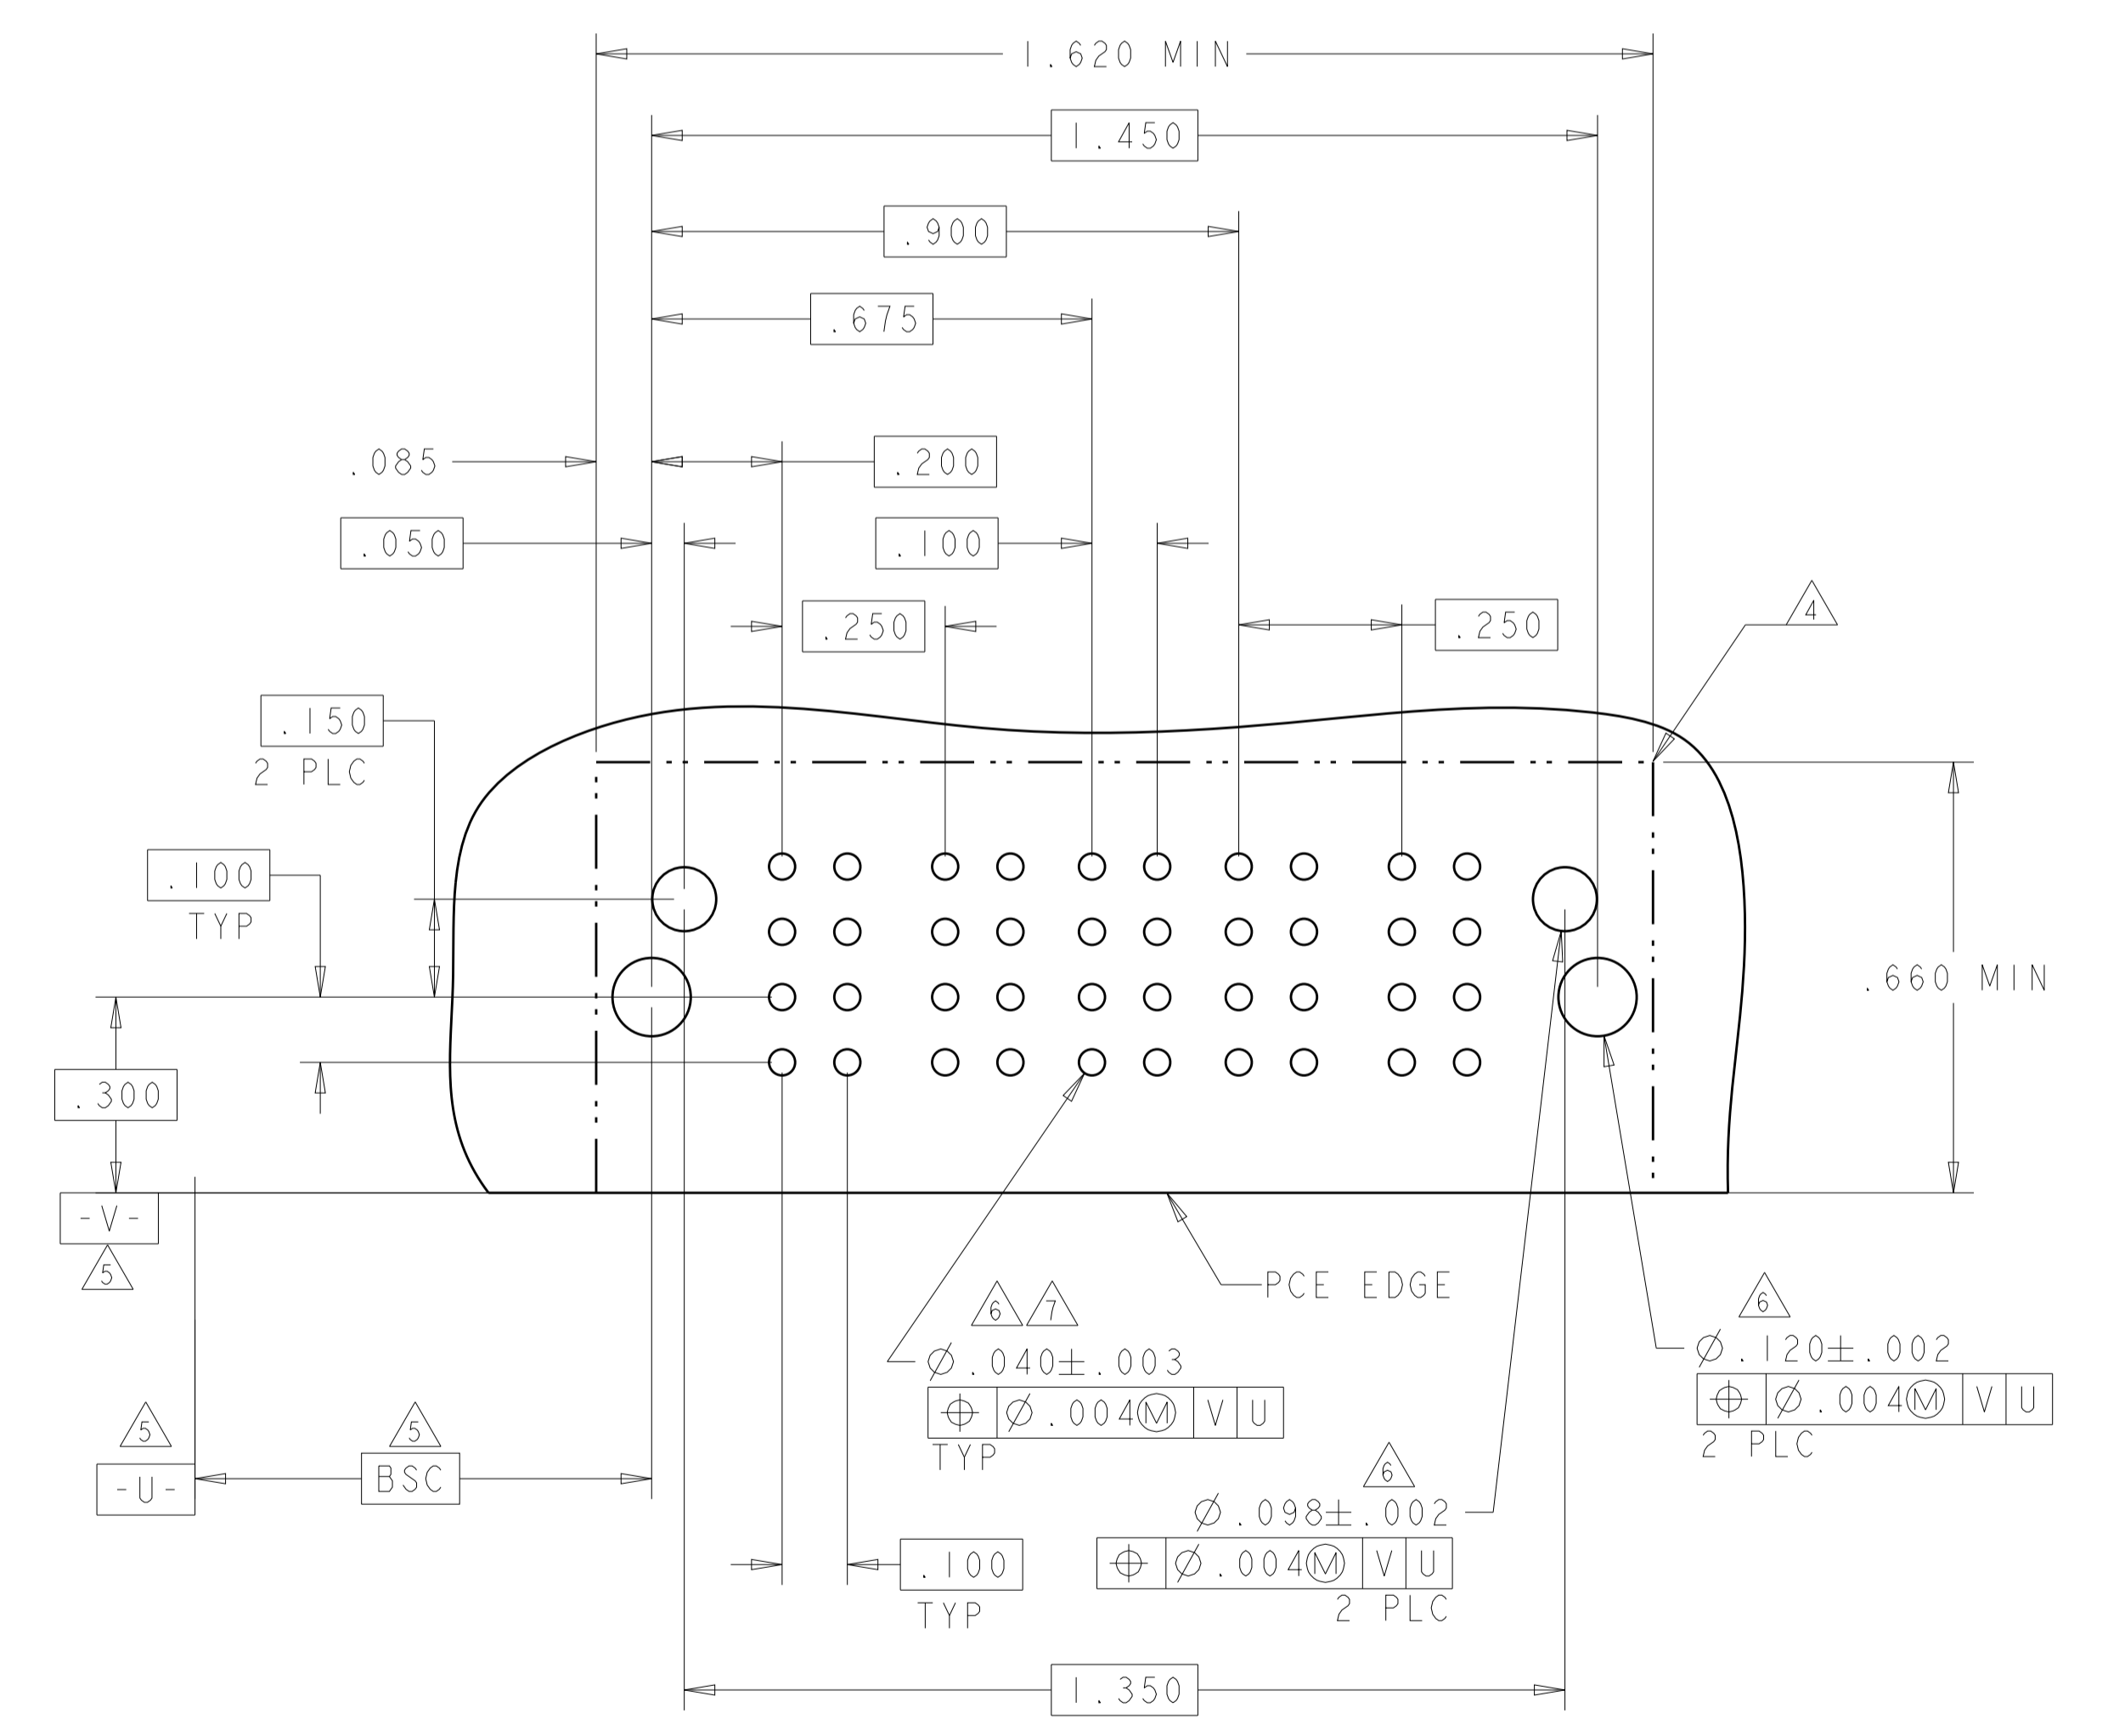 1.620 MIN
1.450
.900
.675
.085
.200
.050
.100
.250
.250
4
.150
2 PLC
.100
TYP
.660 MIN
.300
-V-
5
PCE EDGE
6 7
⌀.040±.003
⌖ ⌀.004Ⓜ V U
TYP
6
⌀.120±.002
⌖ ⌀.004Ⓜ V U
2 PLC
5
-U-
5
BSC
6
⌀.098±.002
⌖ ⌀.004Ⓜ V U
2 PLC
.100
TYP
1.350